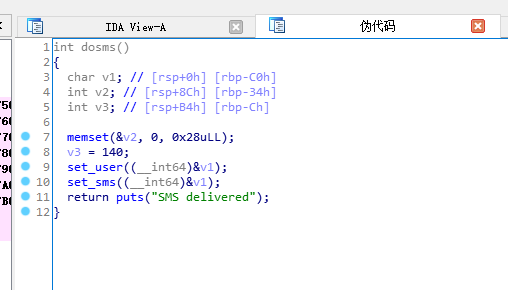 IDA View-A
伪代码
1 int dosms()
2 {
3 char v1; // [rsp+0h] [rbp-C0h]
4 int v2; // [rsp+8Ch] [rbp-34h]
5 int v3; // [rsp+B4h] [rbp-Ch]
6
7 memset(&v2, 0, 0x28uLL);
8 v3 = 140;
9 set_user((__int64)&v1);
10 set_sms((__int64)&v1);
11 return puts("SMS delivered");
12 }